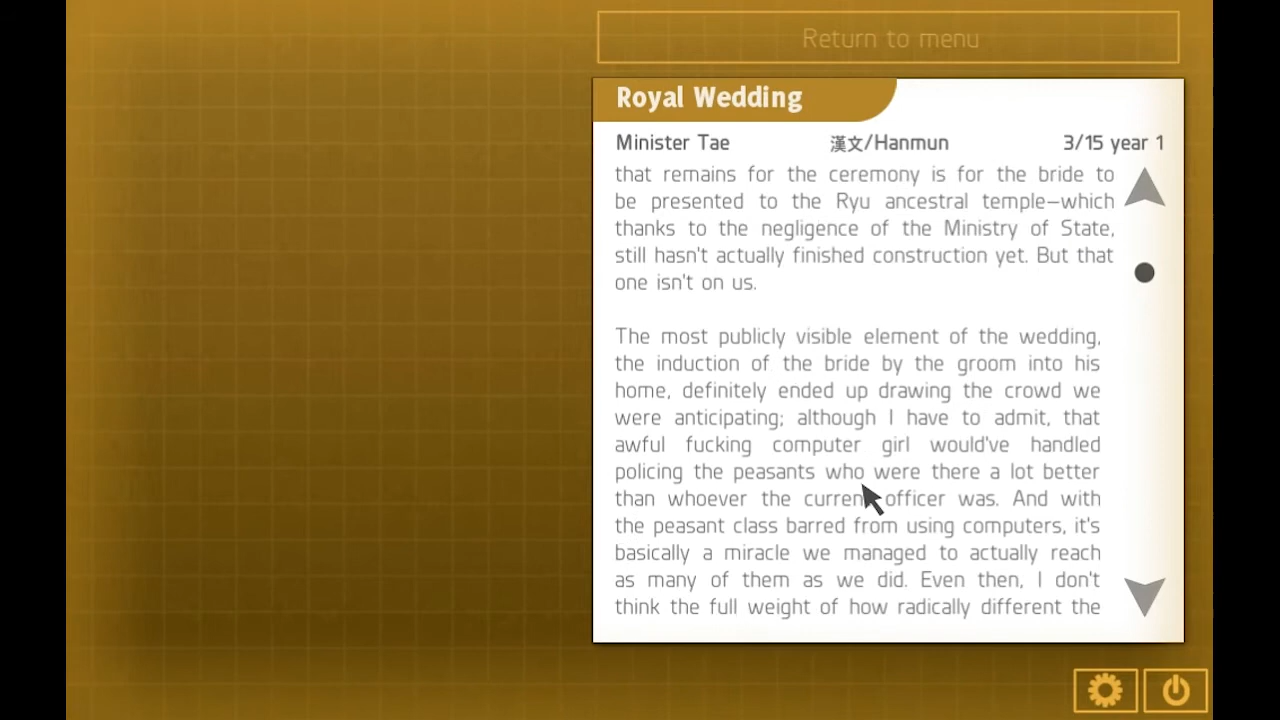 Return to menu
Royal Wedding
Minister Tae 漢文/Hanmun 3/15 year 1
that remains for the ceremony is for the bride to
be presented to the Ryu ancestral temple—which
thanks to the negligence of the Ministry of State,
still hasn't actually finished construction yet. But that
one isn't on us.
The most publicly visible element of the wedding,
the induction of the bride by the groom into his
home, definitely ended up drawing the crowd we
were anticipating; although I have to admit, that
awful fucking computer girl would've handled
policing the peasants who were there a lot better
than whoever the current officer was. And with
the peasant class barred from using computers, it's
basically a miracle we managed to actually reach
as many of them as we did. Even then, I don't
think the full weight of how radically different the